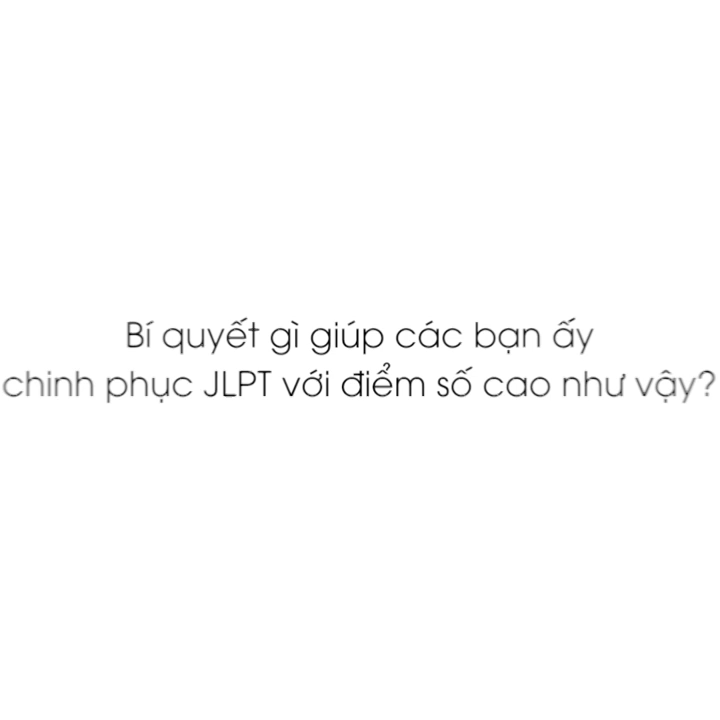 Bí quyết gì giúp các bạn ấy
chinh phục JLPT với điểm số cao như vậy?